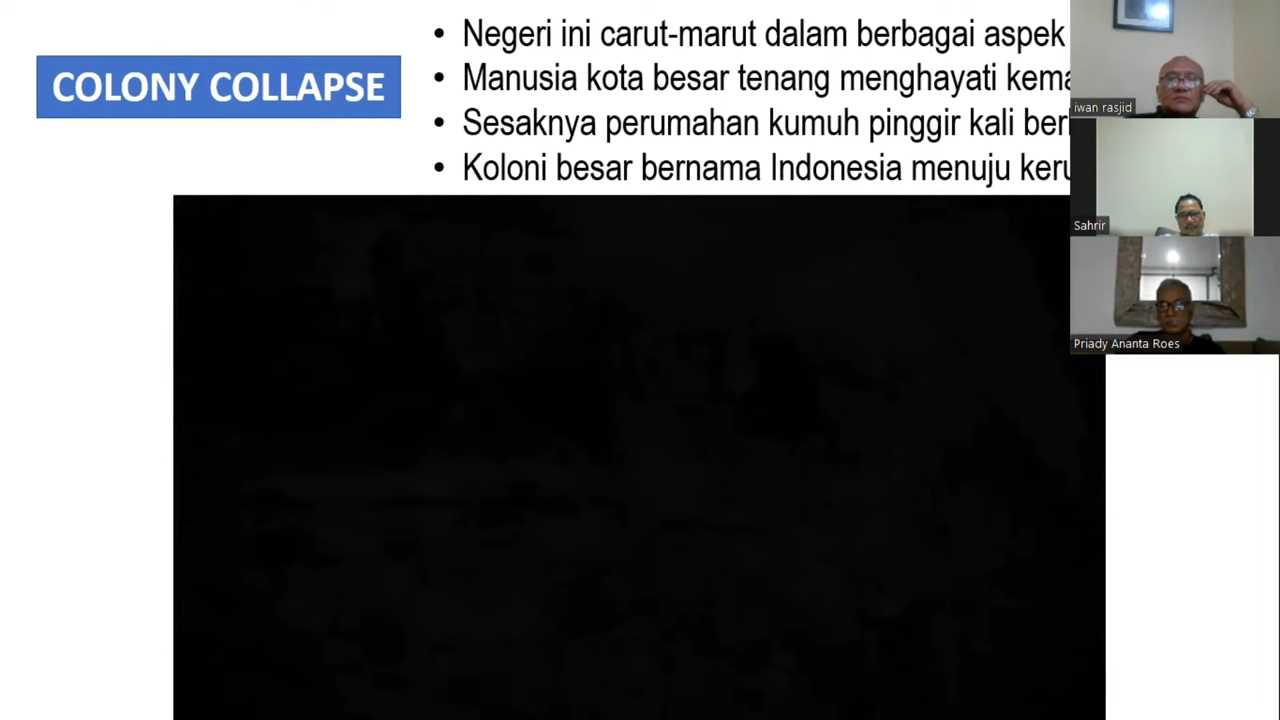 COLONY COLLAPSE
• Negeri ini carut-marut dalam berbagai aspek
• Manusia kota besar tenang menghayati
• Sesaknya perumahan kumuh pinggir kali
• Koloni besar bernama Indonesia menuju
iwan rasjid
Sahrir
Priady Ananta Roes